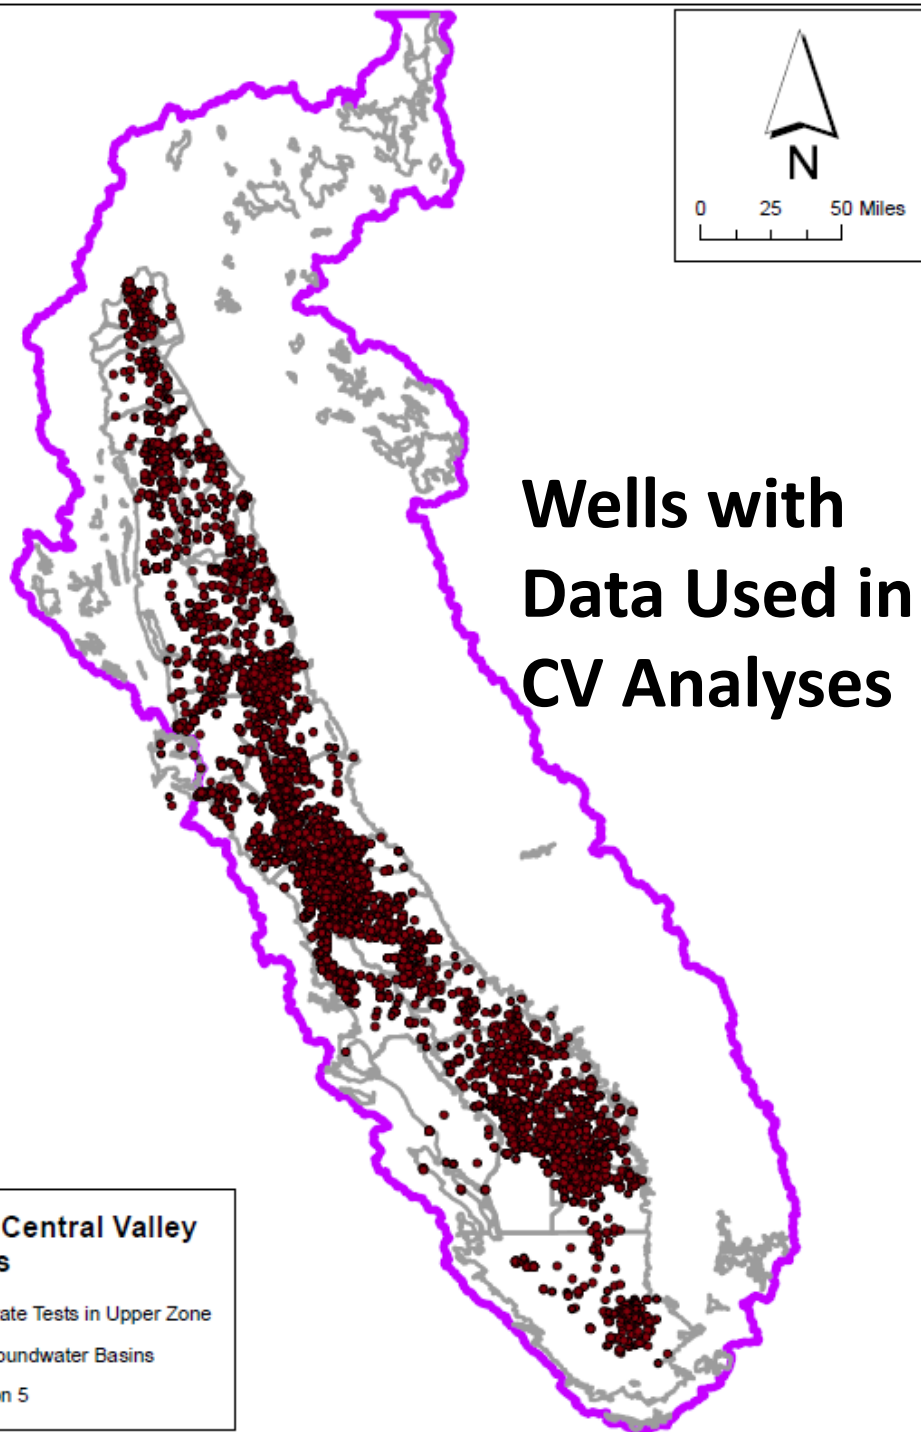 N
0 25 50 Miles
Wells with
Data Used in
CV Analyses
Central Valley
s
ate Tests in Upper Zone
oundwater Basins
n 5